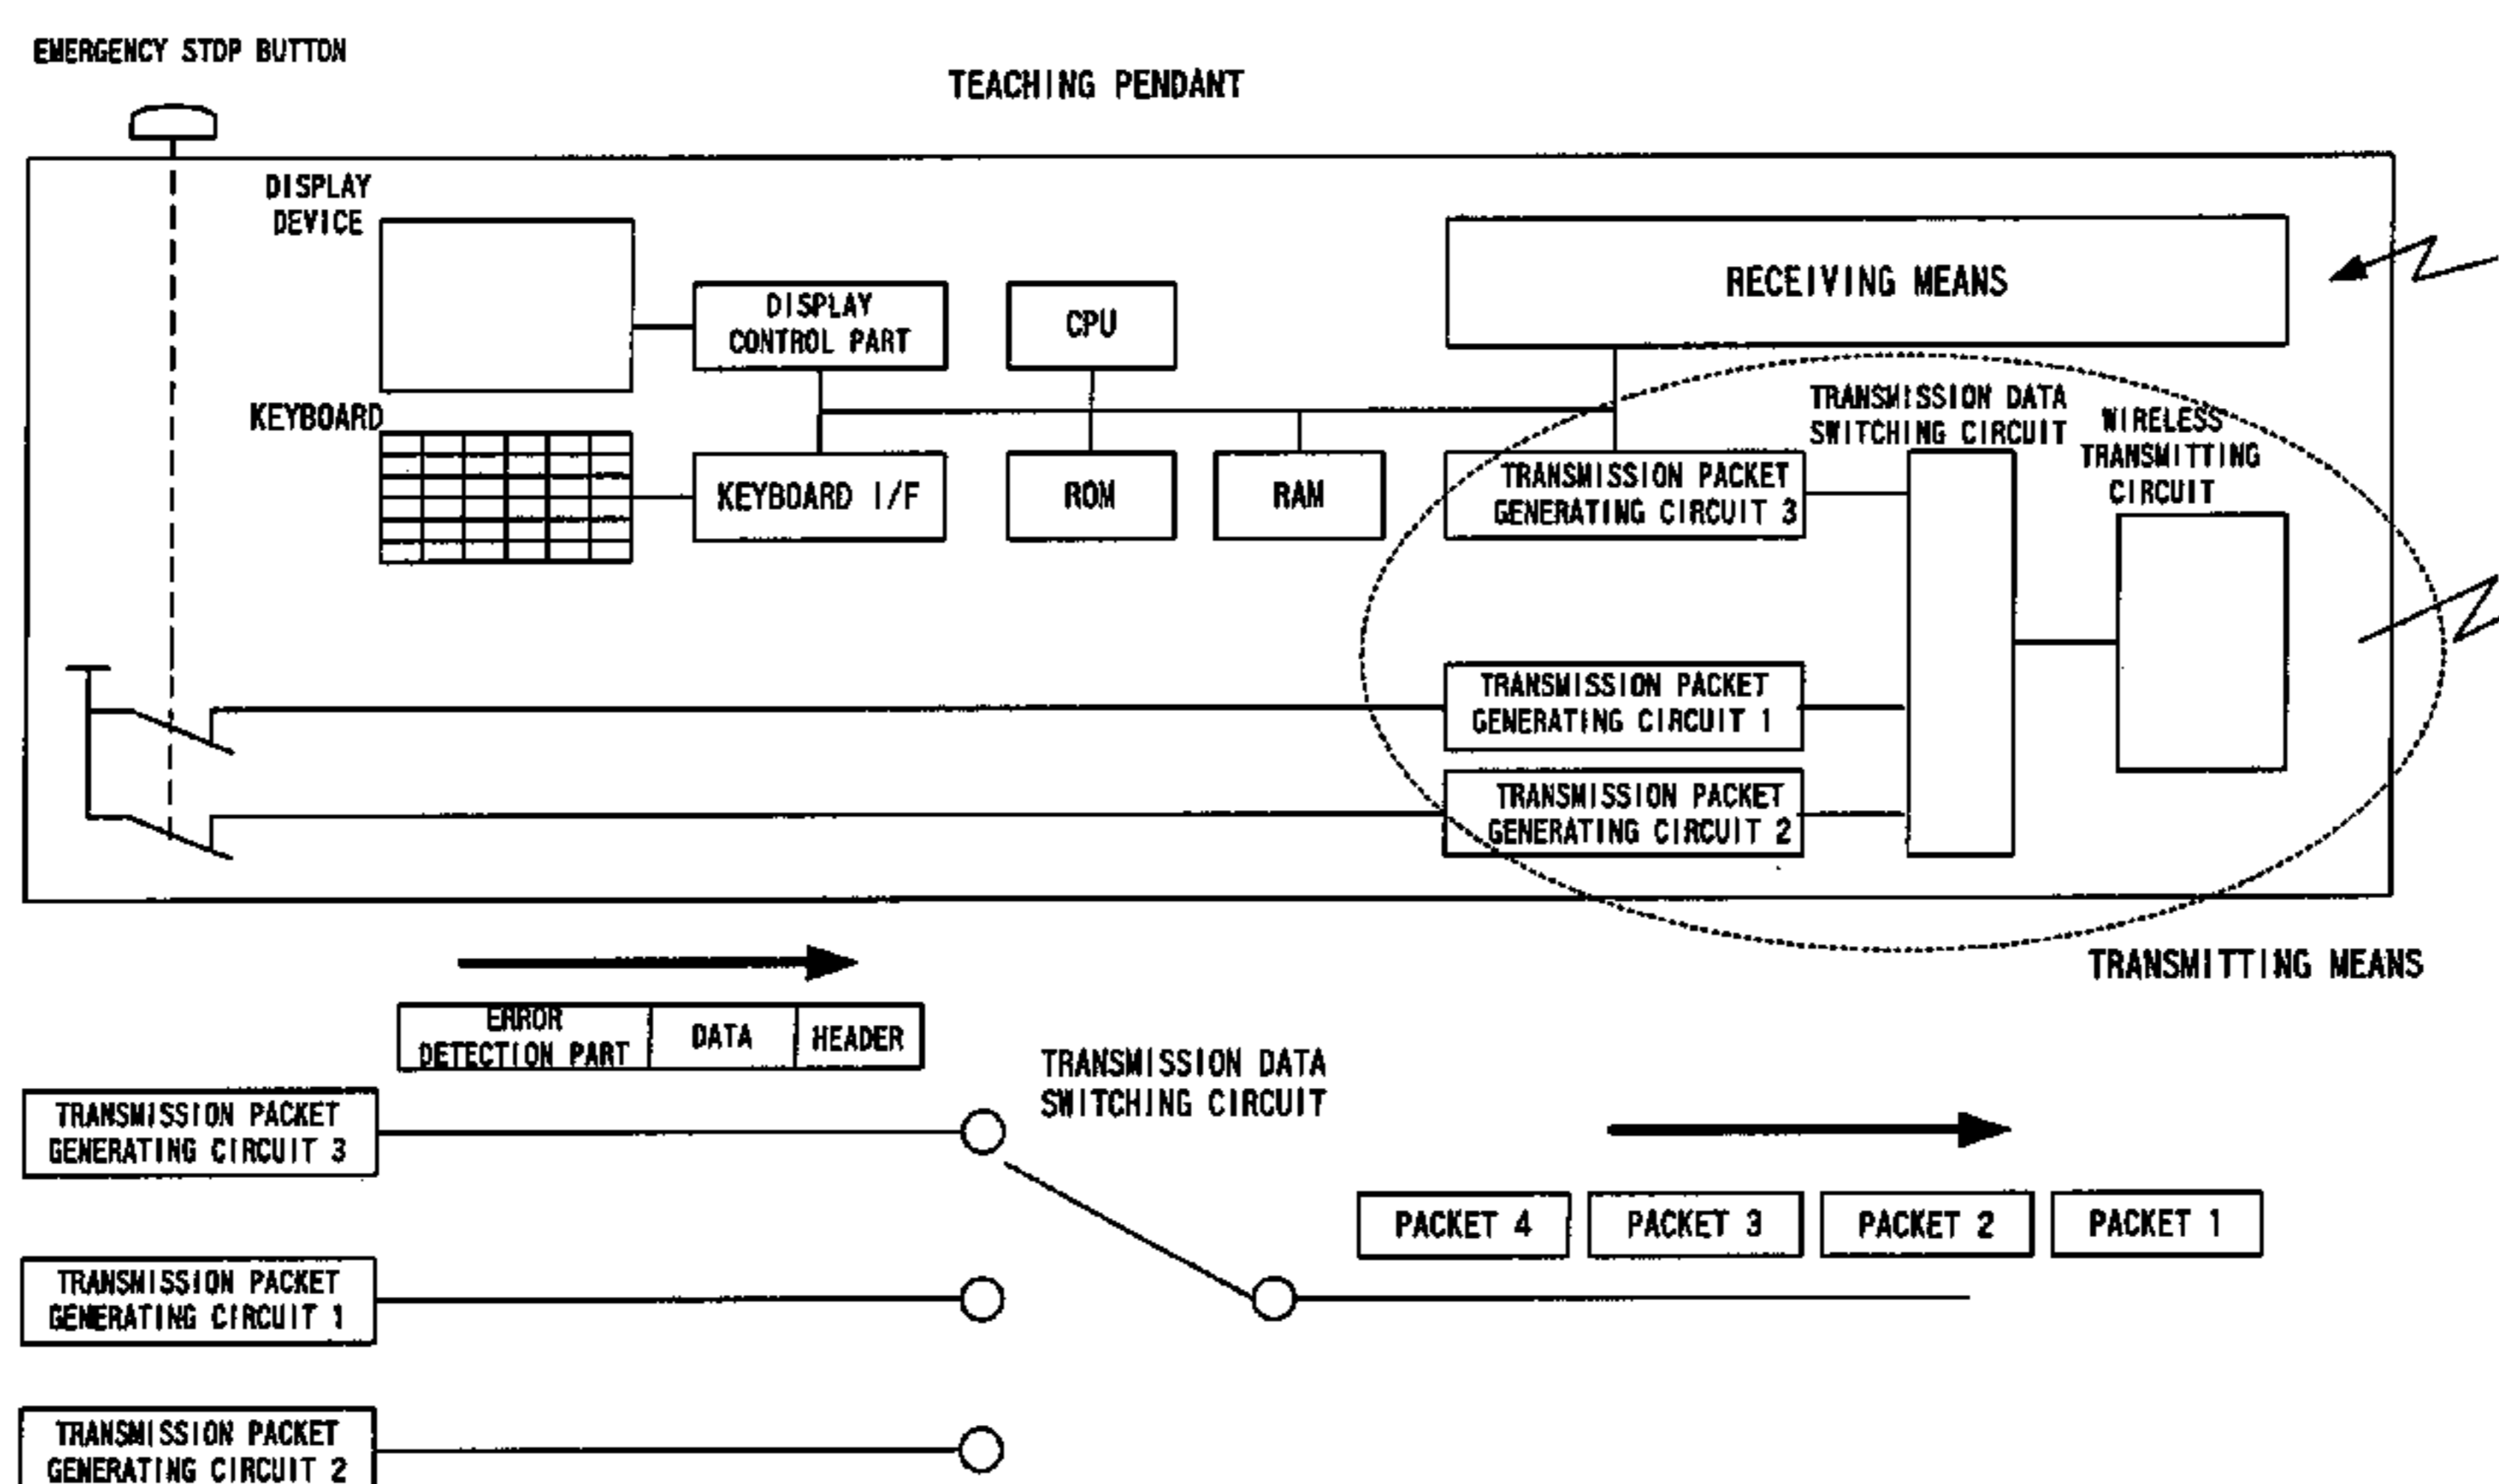 EMERGENCY STOP BUTTON
TEACHING PENDANT
DISPLAY
DEVICE
DISPLAY
CONTROL PART
CPU
RECEIVING MEANS
KEYBOARD
KEYBOARD I/F
ROM
RAM
TRANSMISSION DATA
SWITCHING CIRCUIT
WIRELESS
TRANSMITTING
CIRCUIT
TRANSMISSION PACKET
GENERATING CIRCUIT 3
TRANSMISSION PACKET
GENERATING CIRCUIT 1
TRANSMISSION PACKET
GENERATING CIRCUIT 2
TRANSMITTING MEANS
ERROR
DETECTION PART
DATA
HEADER
TRANSMISSION DATA
SWITCHING CIRCUIT
TRANSMISSION PACKET
GENERATING CIRCUIT 3
PACKET 4
PACKET 3
PACKET 2
PACKET 1
TRANSMISSION PACKET
GENERATING CIRCUIT 1
TRANSMISSION PACKET
GENERATING CIRCUIT 2